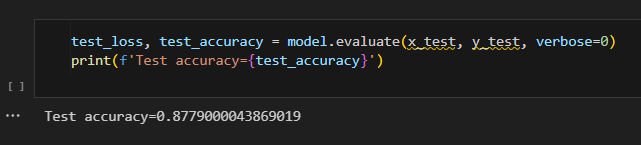 test_loss, test_accuracy = model.evaluate(x_test, y_test, verbose=0)
print(f'Test accuracy={test_accuracy}')
[ ]
... Test accuracy=0.8779000043869019